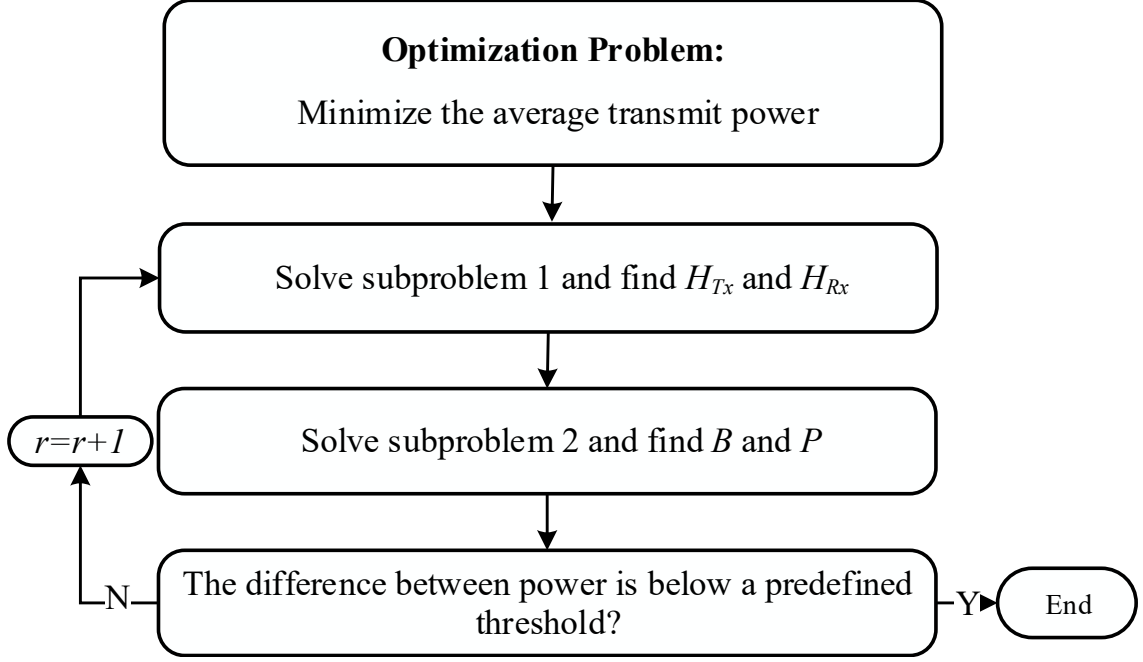 Optimization Problem:
Minimize the average transmit power
Solve subproblem 1 and find H_Tx and H_Rx
Solve subproblem 2 and find B and P
r=r+1
The difference between power is below a predefined
threshold?
N
Y
End